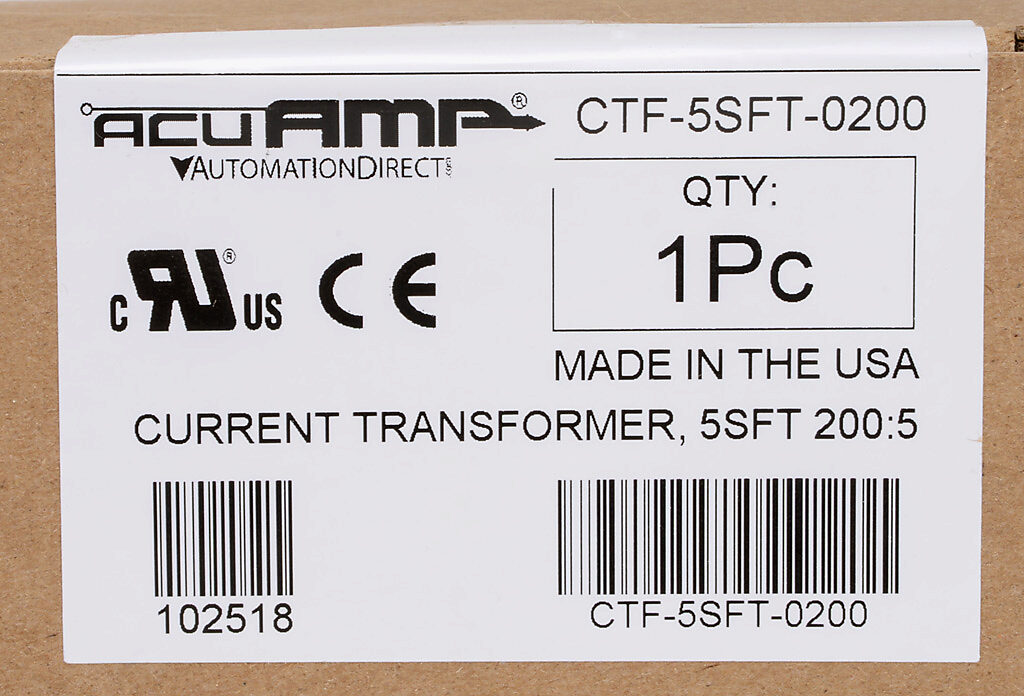 ACUAMP® CTF-5SFT-0200
AUTOMATIONDIRECT
QTY:
1Pc
C RU® US CE
MADE IN THE USA
CURRENT TRANSFORMER, 5SFT 200:5
102518
CTF-5SFT-0200